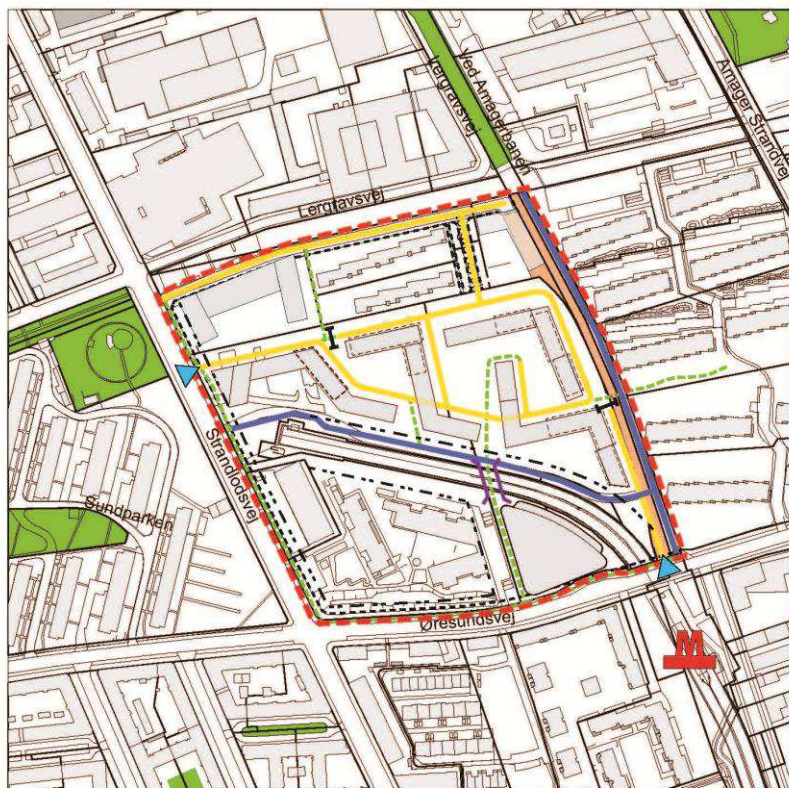 Lergravsvej
Ved Amagerbanen
Amager Strandvej
Lergravsvej
Strandlodsvej
Sundparken
Øresundsvej
M